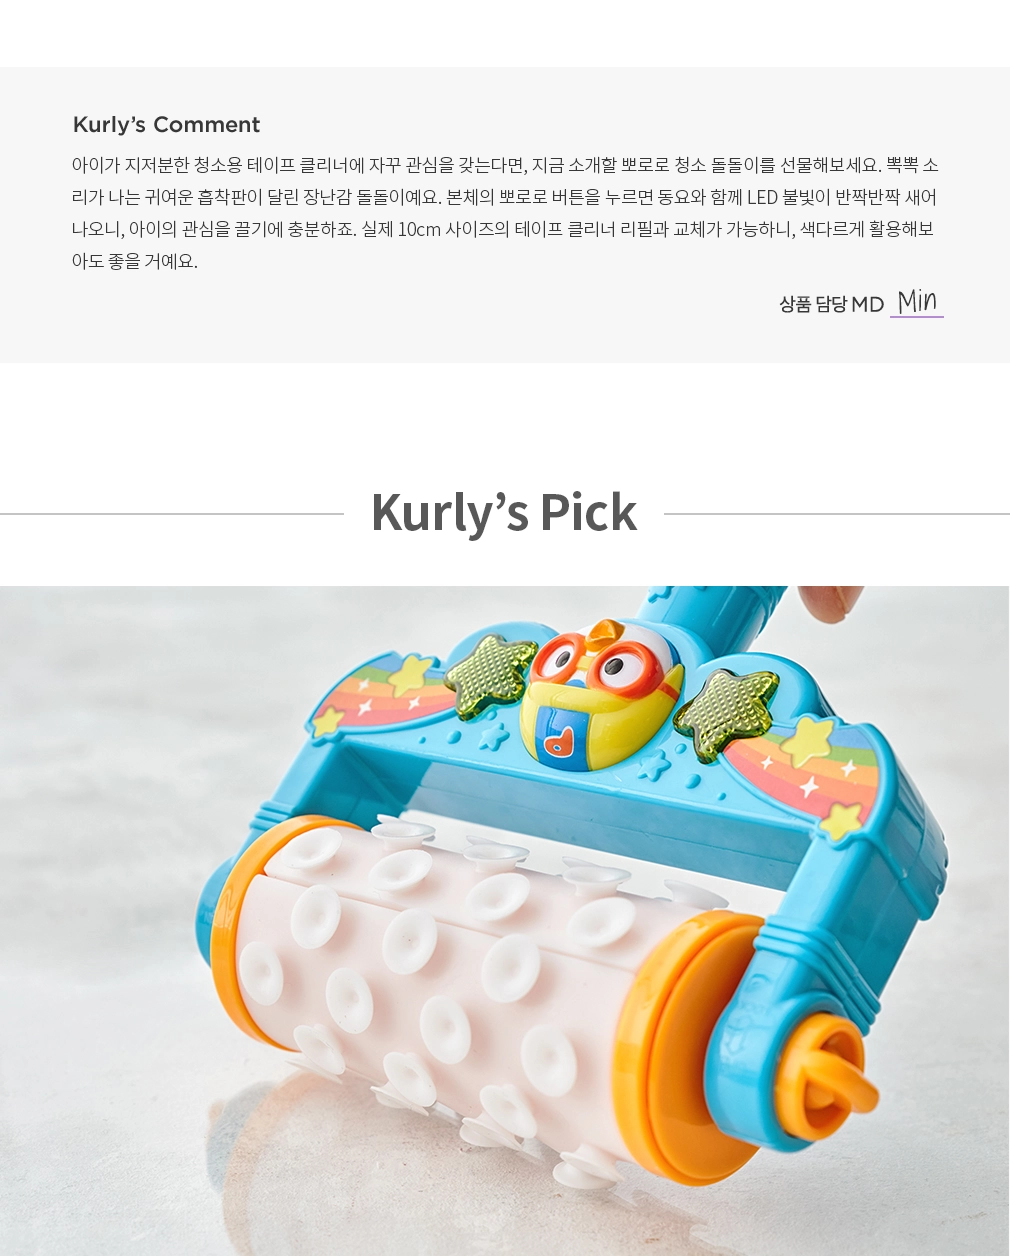 Kurly’s Comment
아이가 지저분한 청소용 테이프 클리너에 자꾸 관심을 갖는다면, 지금 소개할 뽀로로 청소 돌돌이를 선물해보세요. 뽁뽁 소
리가 나는 귀여운 흡착판이 달린 장난감 돌돌이예요. 본체의 뽀로로 버튼을 누르면 동요와 함께 LED 불빛이 반짝반짝 새어
나오니, 아이의 관심을 끌기에 충분하죠. 실제 10cm 사이즈의 테이프 클리너 리필과 교체가 가능하니, 색다르게 활용해보
아도 좋을 거예요.
상품 담당 MD Min
Kurly’s Pick